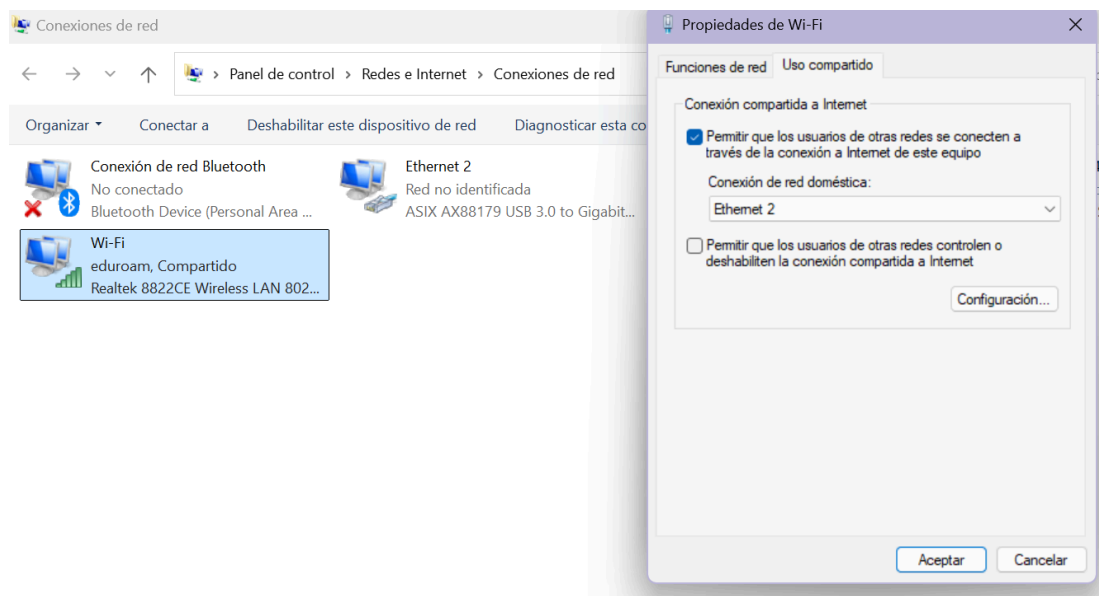 Conexiones de red
Panel de control > Redes e Internet > Conexiones de red
Organizar Conectar a Deshabilitar este dispositivo de red Diagnosticar esta co
Conexión de red Bluetooth
No conectado
Bluetooth Device (Personal Area ...
Ethernet 2
Red no identificada
ASIX AX88179 USB 3.0 to Gigabit...
Wi-Fi
eduroam, Compartido
Realtek 8822CE Wireless LAN 802...
Propiedades de Wi-Fi
Funciones de red Uso compartido
Conexión compartida a Internet
Permitir que los usuarios de otras redes se conecten a
través de la conexión a Internet de este equipo
Conexión de red doméstica:
Ethernet 2
Permitir que los usuarios de otras redes controlen o
deshabiliten la conexión compartida a Internet
Configuración...
Aceptar Cancelar